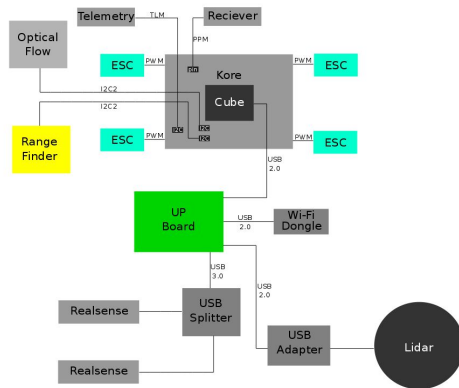 Telemetry
Reciever
TLM
PPM
Optical
Flow
ESC
PWM
Kore
PWM
ESC
I2C2
Cube
I2C2
Range
Finder
ESC
PWM
I2C
I2C
I2C
PWM
ESC
USB
2.0
UP
Board
USB
2.0
Wi-Fi
Dongle
USB
3.0
USB
2.0
Realsense
USB
Splitter
USB
Adapter
Lidar
Realsense